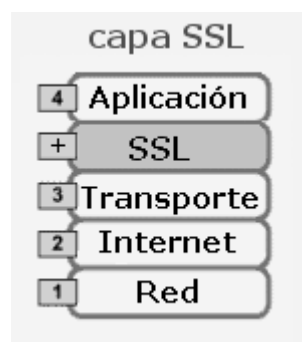 capa SSL
4 Aplicación
+ SSL
3 Transporte
2 Internet
1 Red